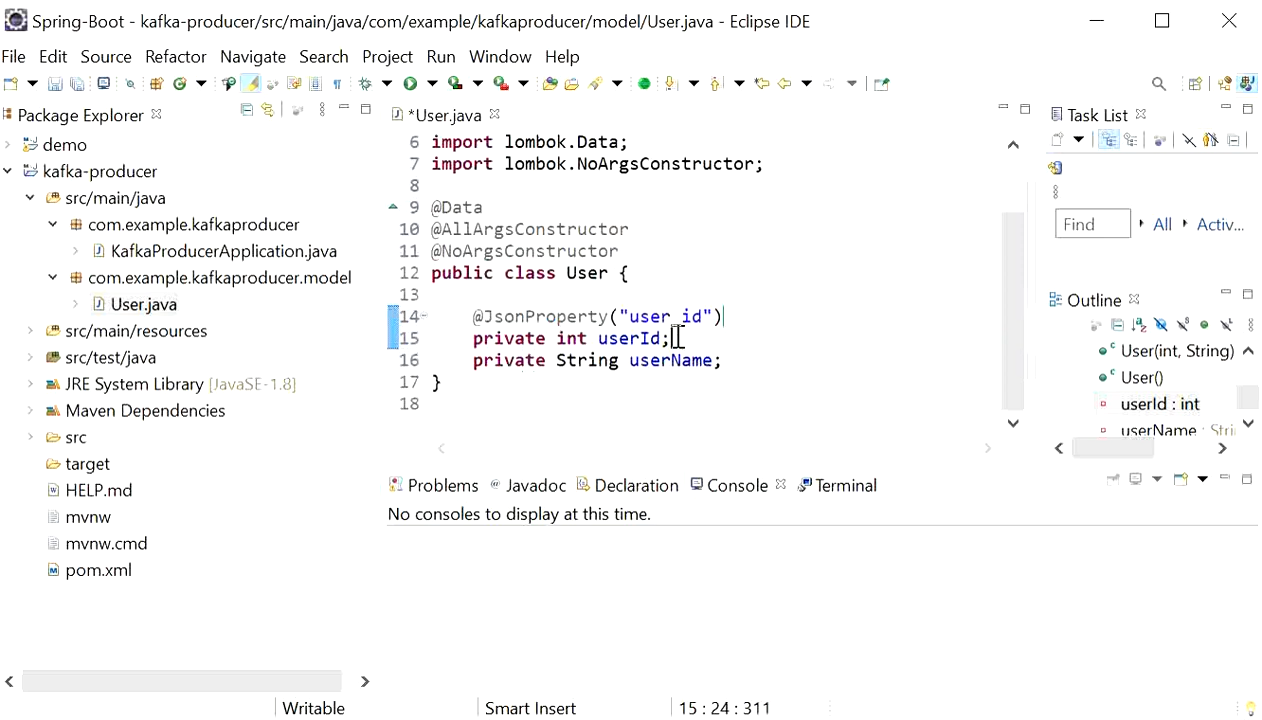 Spring-Boot - kafka-producer/src/main/java/com/example/kafkaproducer/model/User.java - Eclipse IDE
File Edit Source Refactor Navigate Search Project Run Window Help
Package Explorer
demo
kafka-producer
src/main/java
com.example.kafkaproducer
KafkaProducerApplication.java
com.example.kafkaproducer.model
User.java
src/main/resources
src/test/java
JRE System Library [JavaSE-1.8]
Maven Dependencies
src
target
HELP.md
mvnw
mvnw.cmd
pom.xml
*User.java
6 import lombok.Data;
7 import lombok.NoArgsConstructor;
8
9 @Data
10 @AllArgsConstructor
11 @NoArgsConstructor
12 public class User {
13
14 @JsonProperty("user_id")
15 private int userId;
16 private String userName;
17 }
18
Task List
Find All Activ...
Outline
User(int, String)
User()
userId : int
userName : Stri
Problems @ Javadoc Declaration Console Terminal
No consoles to display at this time.
Writable Smart Insert 15 : 24 : 311